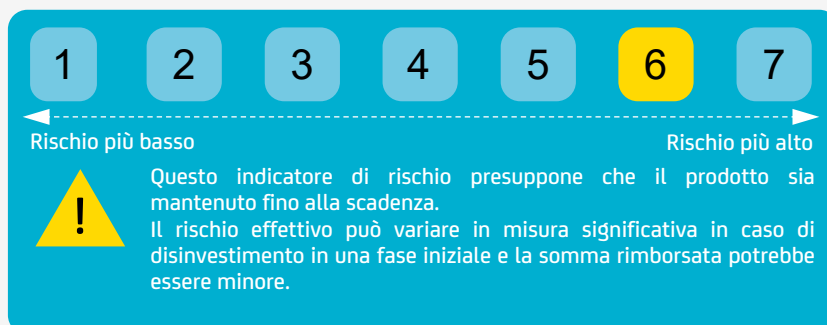 1 2 3 4 5 6 7
Rischio più basso Rischio più alto
!
Questo indicatore di rischio presuppone che il prodotto sia
mantenuto fino alla scadenza.
Il rischio effettivo può variare in misura significativa in caso di
disinvestimento in una fase iniziale e la somma rimborsata potrebbe
essere minore.